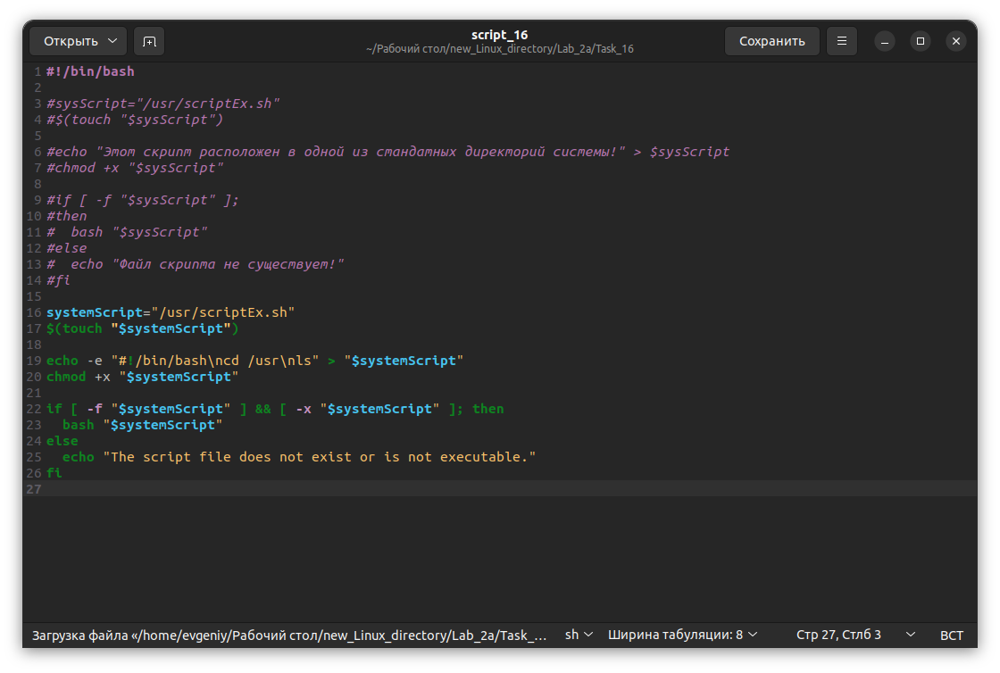 Открыть
script_16
~/Рабочий стол/new_Linux_directory/Lab_2a/Task_16
Сохранить
1 #!/bin/bash
2
3 #sysScript="/usr/scriptEx.sh"
4 #$(touch "$sysScript")
5
6 #echo "Этот скрипт расположен в одной из стандатных директорий системы!" > $sysScript
7 #chmod +x "$sysScript"
8
9 #if [ -f "$sysScript" ];
10 #then
11 #  bash "$sysScript"
12 #else
13 #  echo "Файл скрипта не существует!"
14 #fi
15
16 systemScript="/usr/scriptEx.sh"
17 $(touch "$systemScript")
18
19 echo -e "#!/bin/bash\ncd /usr\nls" > "$systemScript"
20 chmod +x "$systemScript"
21
22 if [ -f "$systemScript" ] && [ -x "$systemScript" ]; then
23   bash "$systemScript"
24 else
25   echo "The script file does not exist or is not executable."
26 fi
27
Загрузка файла «/home/evgeniy/Рабочий стол/new_Linux_directory/Lab_2a/Task_… sh Ширина табуляции: 8 Стр 27, Стлб 3 ВСТ